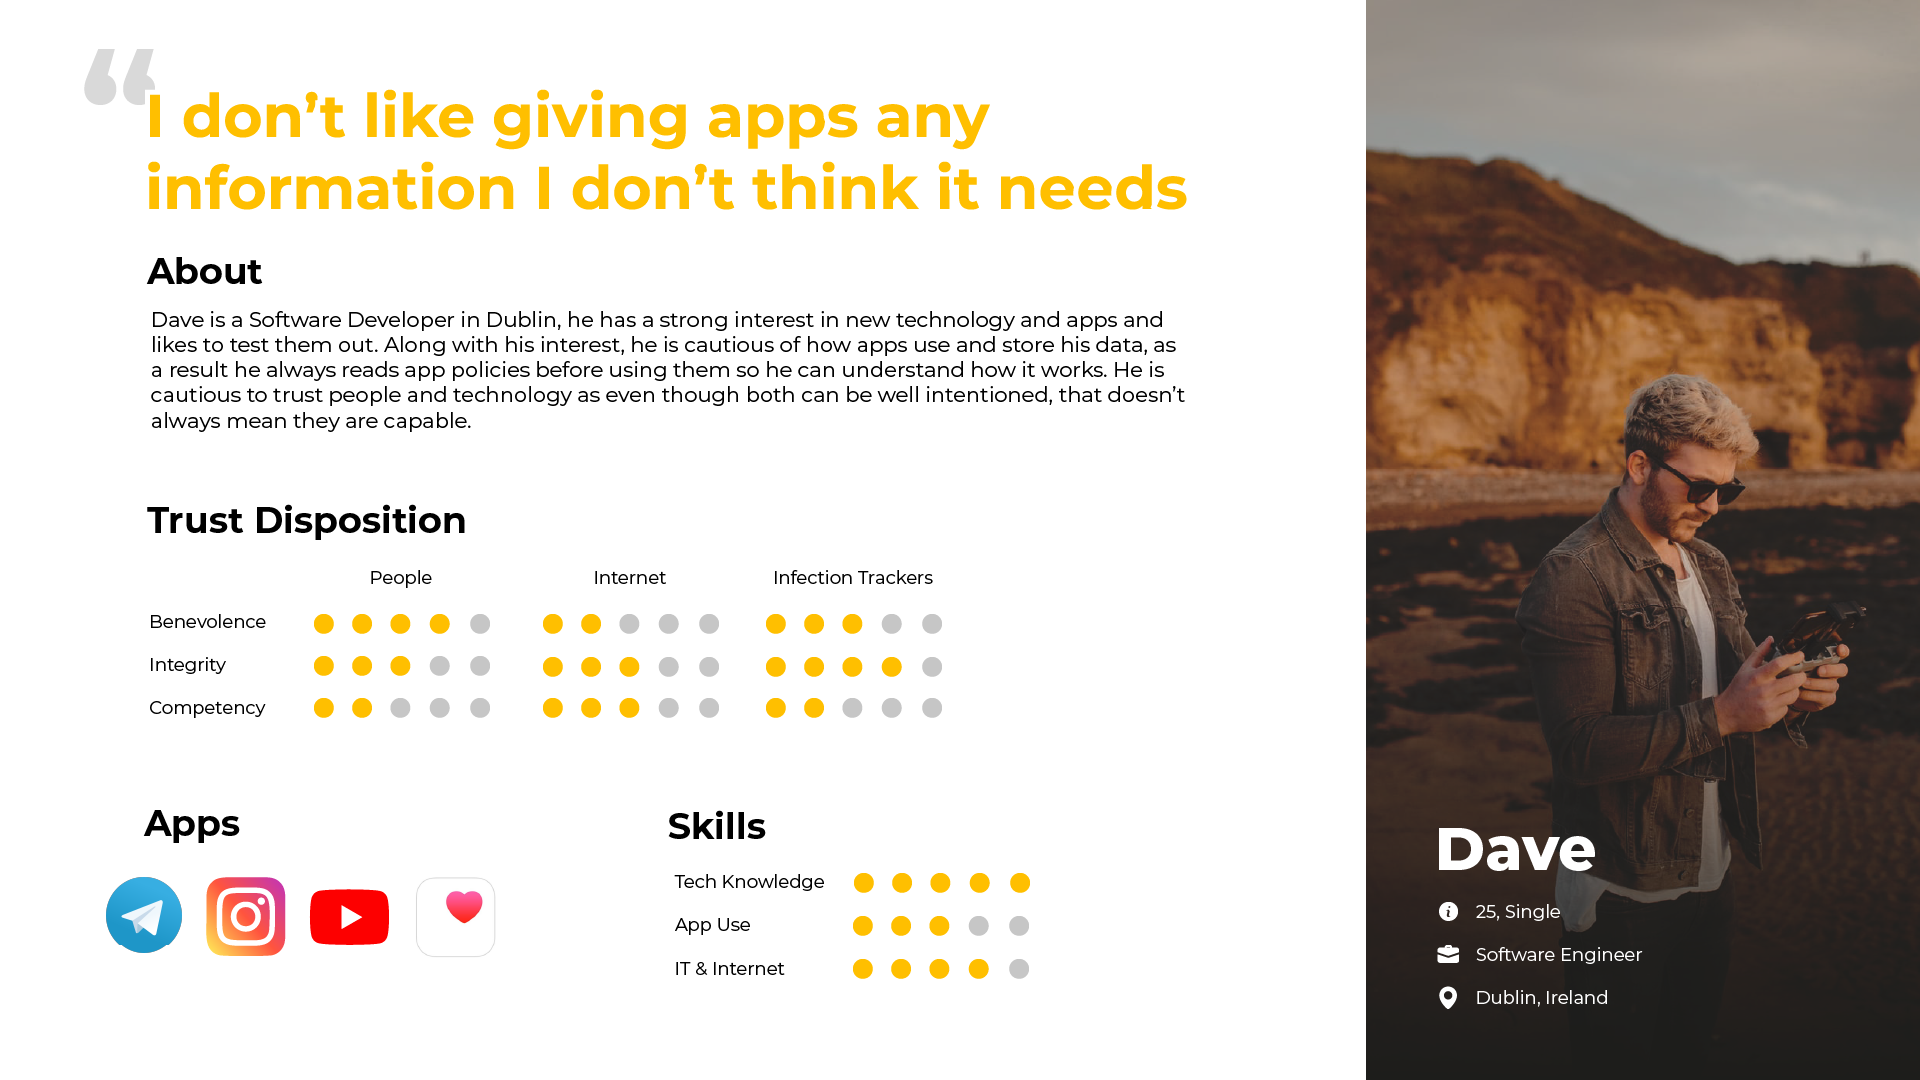 “
I don’t like giving apps any
information I don’t think it needs
About
Dave is a Software Developer in Dublin, he has a strong interest in new technology and apps and
likes to test them out. Along with his interest, he is cautious of how apps use and store his data, as
a result he always reads app policies before using them so he can understand how it works. He is
cautious to trust people and technology as even though both can be well intentioned, that doesn’t
always mean they are capable.
Trust Disposition
People Internet Infection Trackers
Benevolence
Integrity
Competency
Apps
Skills
Tech Knowledge
App Use
IT & Internet
Dave
25, Single
Software Engineer
Dublin, Ireland